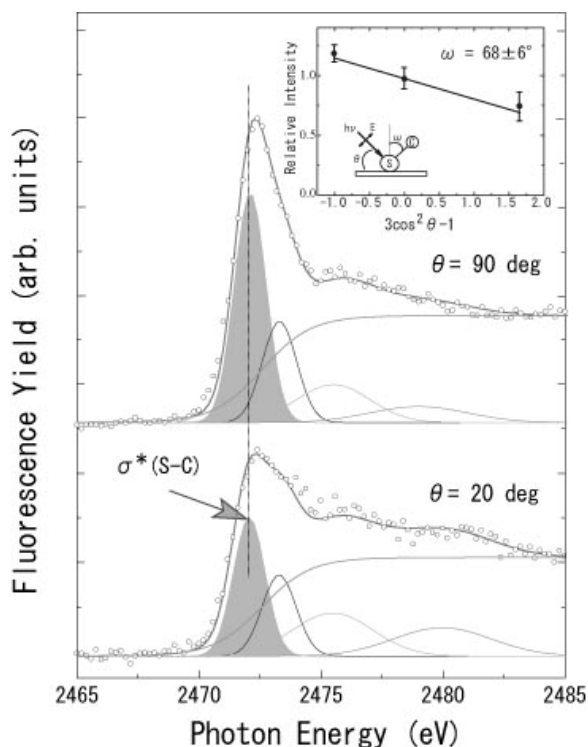 ω = 68±6°
Relative Intensity
1.0
0.5
0.0
hν E ω C
θ S
-1.0 -0.5 0.0 0.5 1.0 1.5 2.0
3cos² θ-1
θ = 90 deg
Fluorescence Yield (arb. units)
σ*(S-C)
θ = 20 deg
2465 2470 2475 2480 2485
Photon Energy (eV)